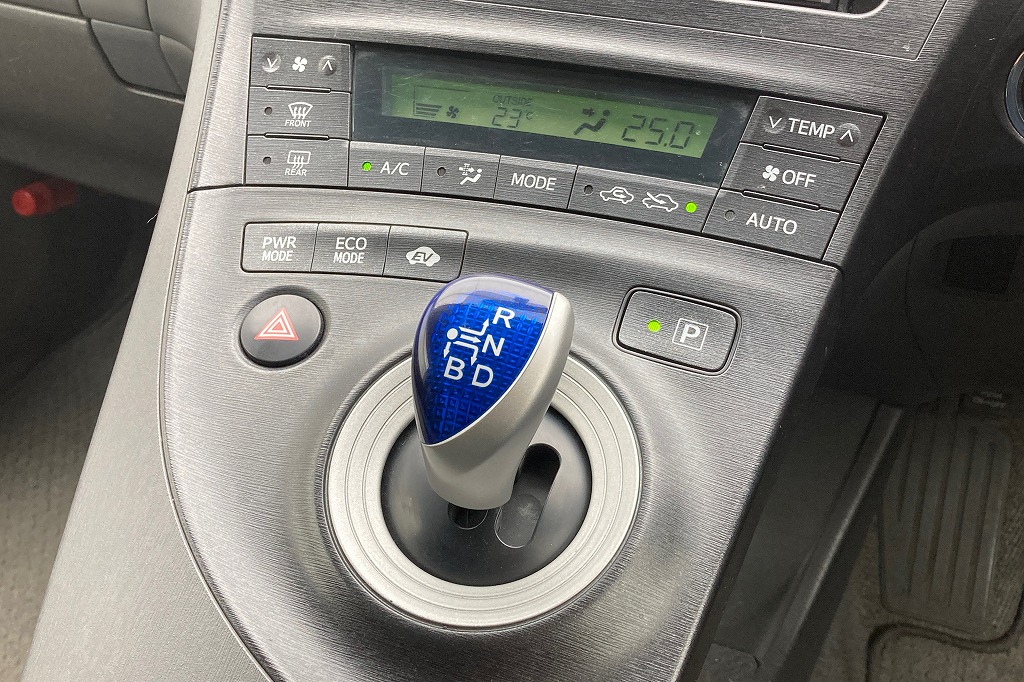 OUTSIDE
23℃
25.0
FRONT
REAR
A/C
MODE
TEMP
OFF
AUTO
PWR
MODE
ECO
MODE
EV
R
N
B D
P